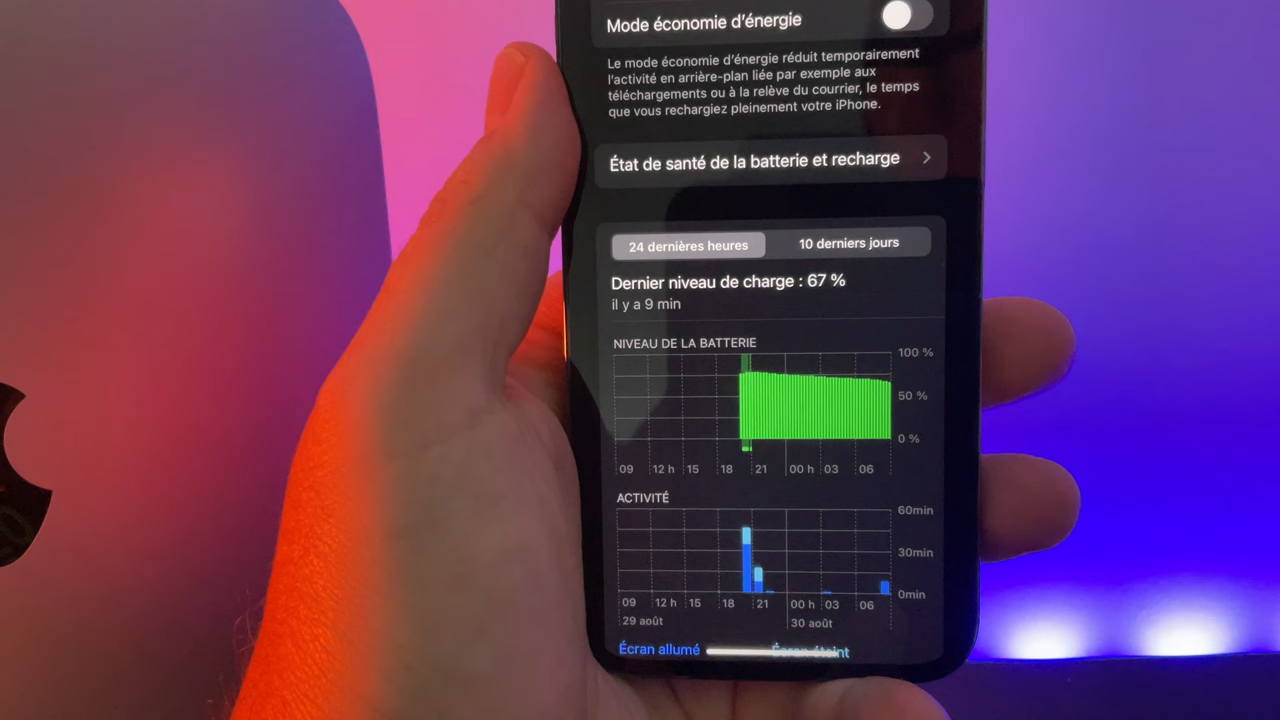 Mode économie d'énergie
Le mode économie d'énergie réduit temporairement
l'activité en arrière-plan liée par exemple aux
téléchargements ou à la relève du courrier, le temps
que vous rechargiez pleinement votre iPhone.
État de santé de la batterie et recharge
24 dernières heures 10 derniers jours
Dernier niveau de charge : 67 %
il y a 9 min
NIVEAU DE LA BATTERIE
100 %
50 %
0 %
09 12 h 15 18 21 00 h 03 06
ACTIVITÉ
60min
30min
0min
09 12 h 15 18 21 00 h 03 06
29 août 30 août
Écran allumé Écran éteint